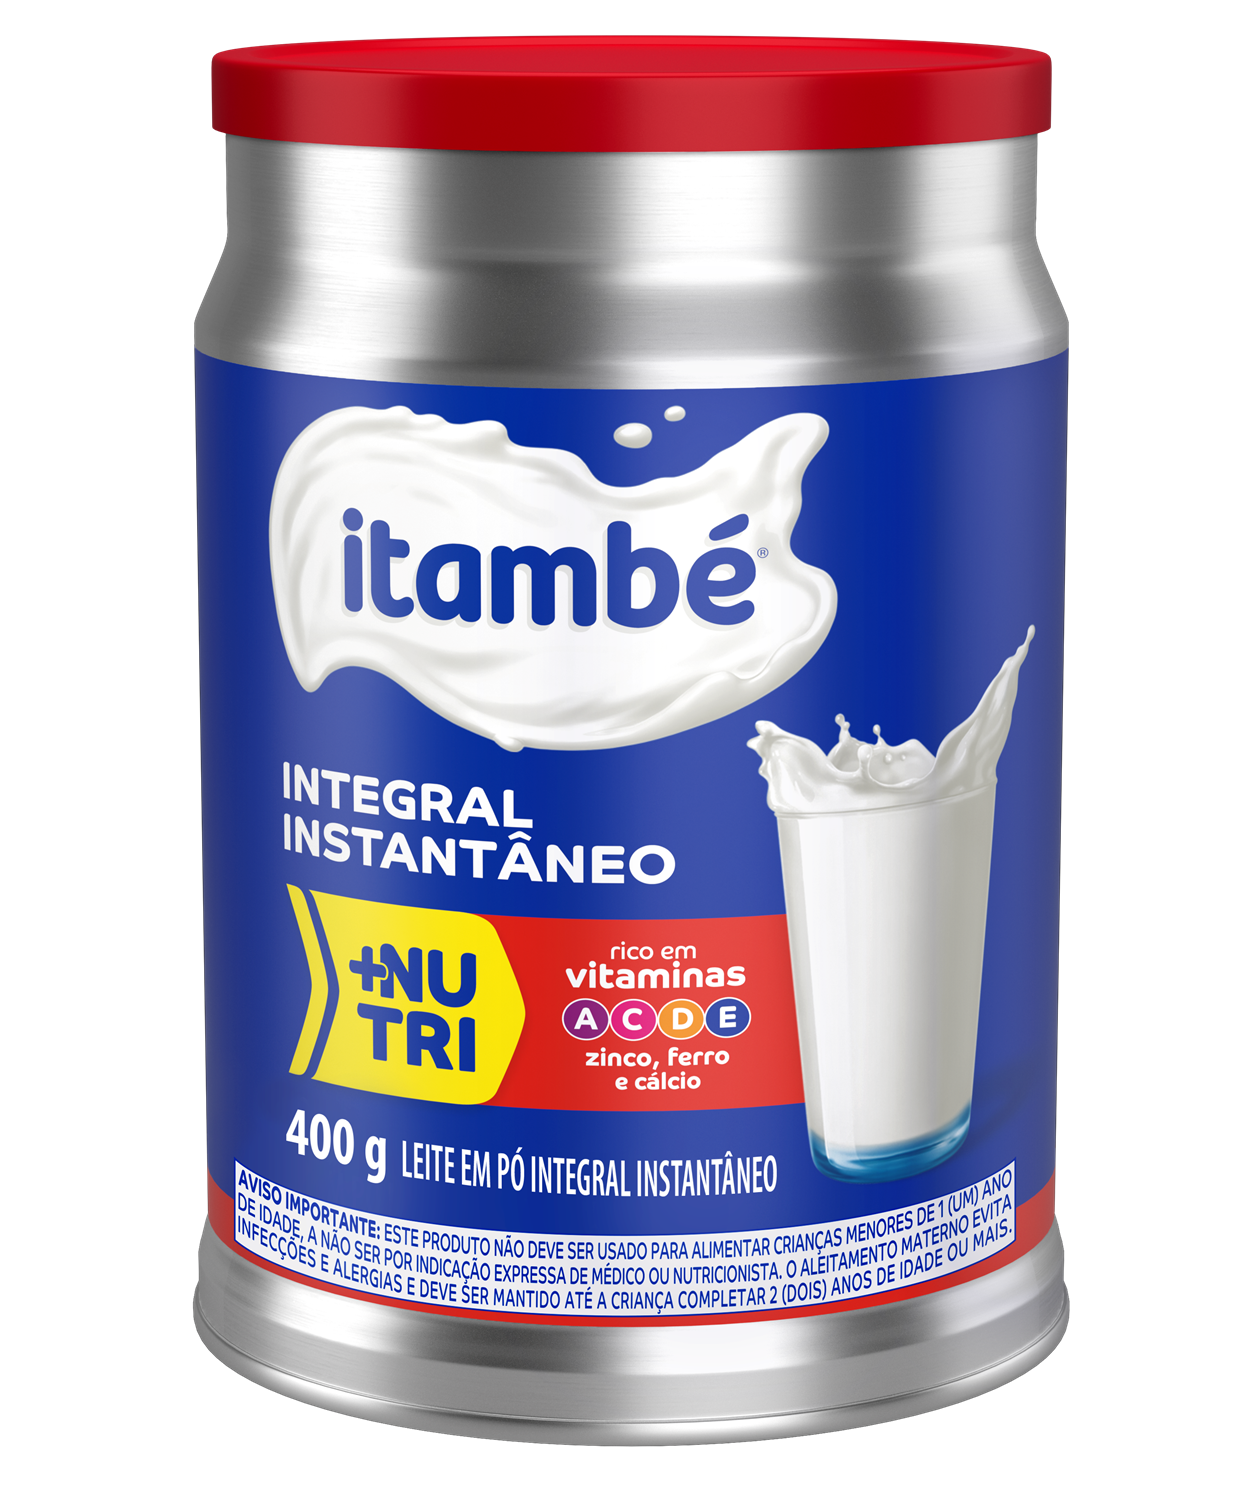 itambé®
INTEGRAL
INSTANTÂNEO
+NU
TRI
rico em
vitaminas
A C D E
zinco, ferro
e cálcio
400 g LEITE EM PÓ INTEGRAL INSTANTÂNEO
AVISO IMPORTANTE: ESTE PRODUTO NÃO DEVE SER USADO PARA ALIMENTAR CRIANÇAS MENORES DE 1 (UM) ANO
DE IDADE, A NÃO SER POR INDICAÇÃO EXPRESSA DE MÉDICO OU NUTRICIONISTA. O ALEITAMENTO MATERNO EVITA
INFECÇÕES E ALERGIAS E DEVE SER MANTIDO ATÉ A CRIANÇA COMPLETAR 2 (DOIS) ANOS DE IDADE OU MAIS.